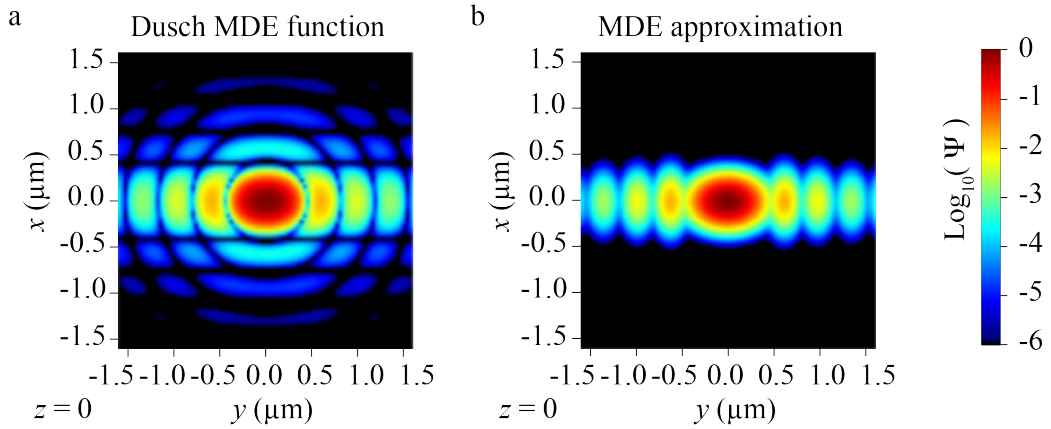 a
Dusch MDE function
x (μm)
1.5
1.0
0.5
0.0
-0.5
-1.0
-1.5
-1.5 -1.0 -0.5 0.0 0.5 1.0 1.5
z = 0
y (μm)
b
MDE approximation
x (μm)
1.5
1.0
0.5
0.0
-0.5
-1.0
-1.5
-1.5 -1.0 -0.5 0.0 0.5 1.0 1.5
z = 0
y (μm)
Log10( Ψ )
0
-1
-2
-3
-4
-5
-6